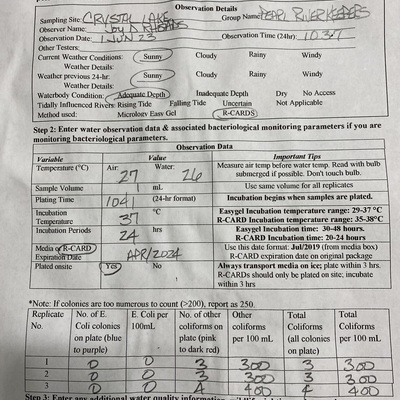 Observation Details
Sampling Site: CRYSTAL LAKE Group Name: PEARL RIVERKEEPERS
Observer Name: JOY D RHOADS
Observation Date: 1 JUN 23 Observation Time (24hr):
Other Testers:
Current Weather Conditions: Sunny Cloudy Rainy Windy
Weather Details:
Weather previous 24-hr: Sunny Cloudy Rainy Windy
Weather Details:
Waterbody Condition: Adequate Depth Inadequate Depth Dry No Access
Tidally Influenced Rivers: Rising Tide Falling Tide Uncertain Not Applicable
Method used: Micrology Easy Gel R-CARDS
Step 2: Enter water observation data & associated bacteriological monitoring parameters if you are
monitoring bacteriological parameters.
Observation Data
Variable Value Important Tips
Temperature (°C) Air: 27 Water: 26 Measure air temp before water temp. Read with bulb
submerged if possible. Don't touch bulb.
Sample Volume 1 mL Use same volume for all replicates
Plating Time 1041 (24-hr format) Incubation begins when samples are plated.
Incubation
Temperature 37 °C Easygel Incubation temperature range: 29-37 °C
R-CARD Incubation temperature range: 35-38°C
Incubation Periods 24 hrs Easygel Incubation time: 30-48 hours.
R-CARD Incubation time: 20-24 hours
Media or R-CARD
Expiration Date APR/2024 Use this date format: Jul/2019 (from media box)
R-CARD expiration date on original package
Plated onsite Yes No Always transport media on ice; plate within 3 hrs.
R-CARDs should only be plated on site; incubate
within 3 hrs
*Note: If colonies are too numerous to count (>200), report as 250.
Replicate No. No. of E. Coli colonies on plate (blue to purple) E. Coli per 100mL No. of other coliforms on plate (pink to dark red) Other coliforms per 100 mL Total Coliforms (all colonies on plate) Total coliforms per 100 mL
1 0 0 3 300 3 300
2 0 0 3 300 3 300
3 0 0 4 400 4 400
Step 3: Enter any additional water quality information